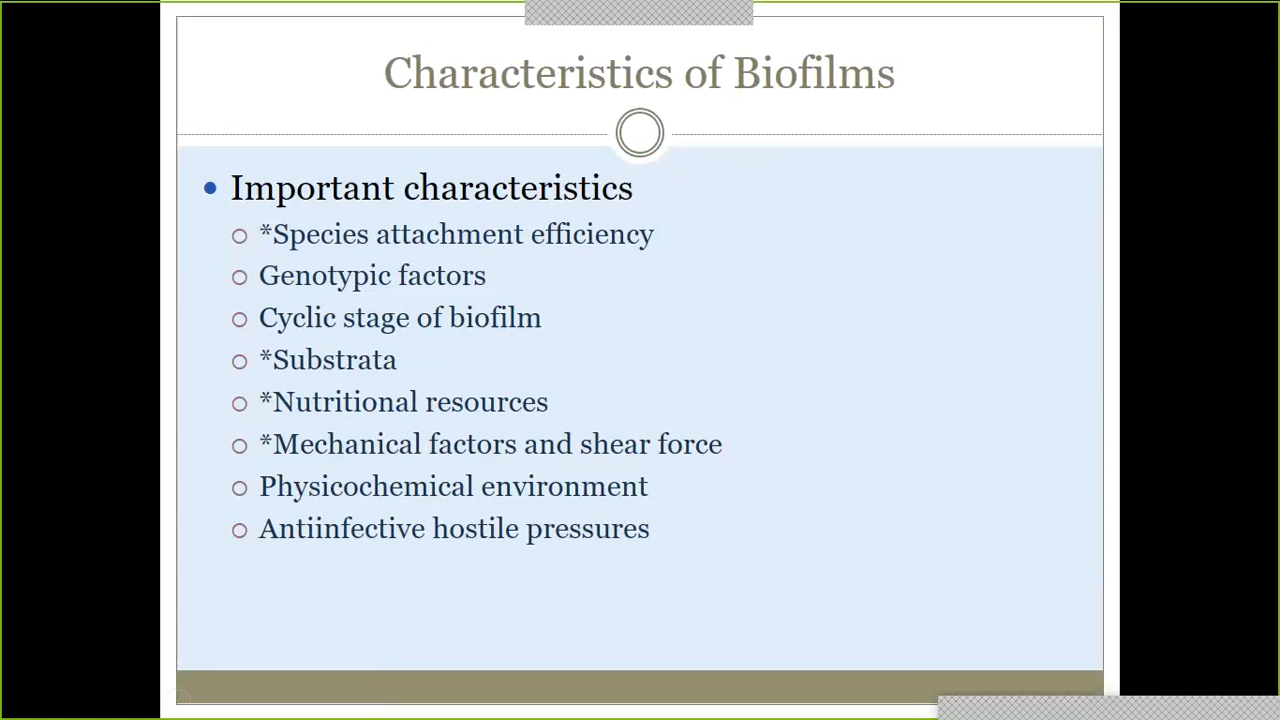 Characteristics of Biofilms
Important characteristics
*Species attachment efficiency
Genotypic factors
Cyclic stage of biofilm
*Substrata
*Nutritional resources
*Mechanical factors and shear force
Physicochemical environment
Antiinfective hostile pressures